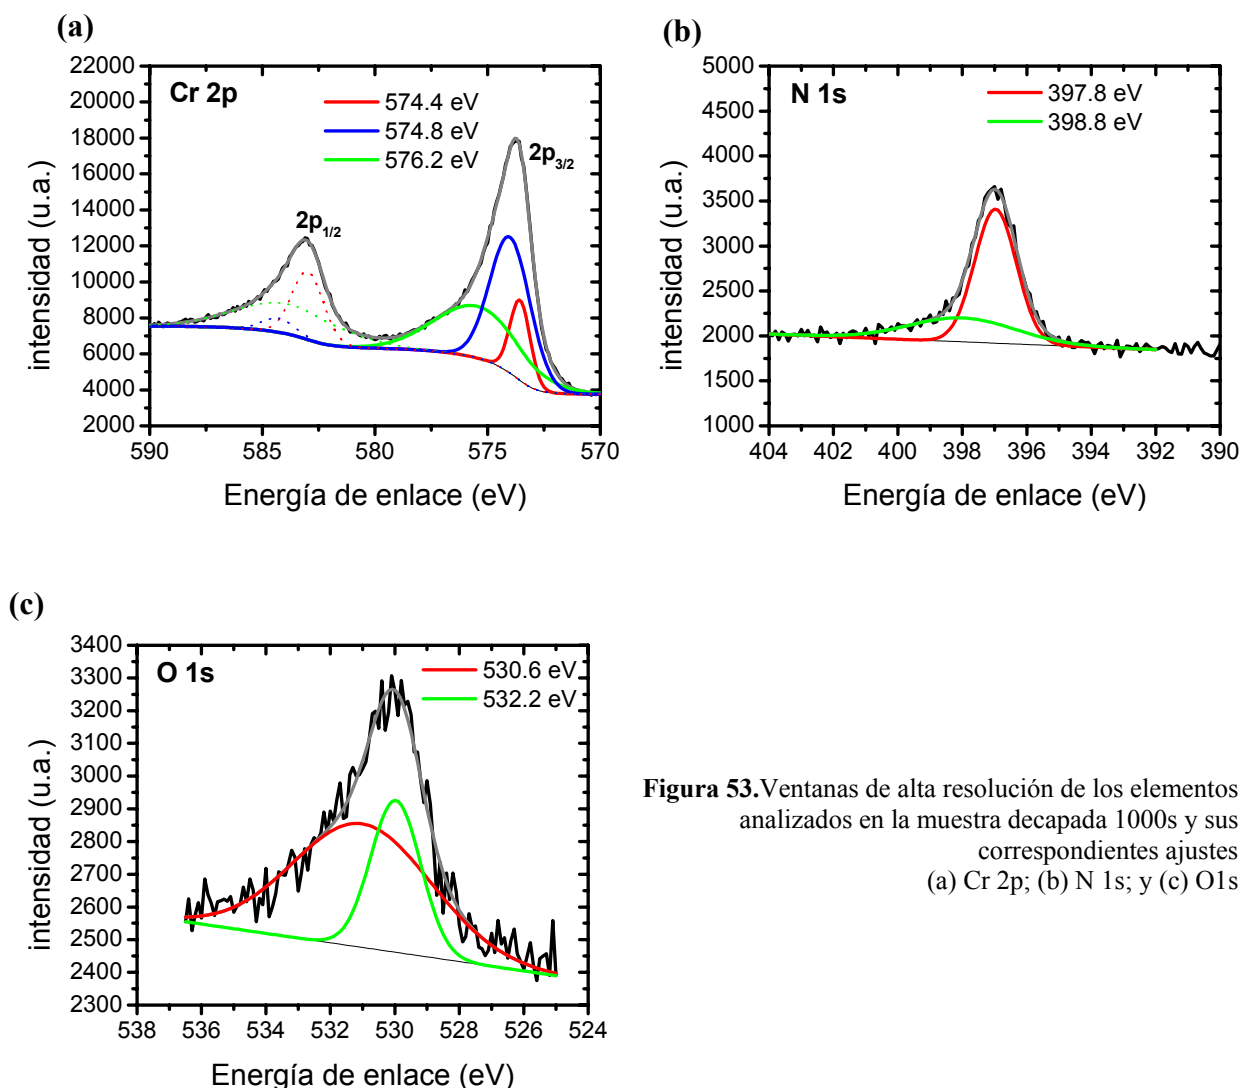 (a)
22000
20000
18000
16000
14000
12000
10000
8000
6000
4000
2000
intensidad (u.a.)
Cr 2p
574.4 eV
574.8 eV
576.2 eV
2p3/2
2p1/2
590 585 580 575 570
Energía de enlace (eV)
(b)
5000
4500
4000
3500
3000
2500
2000
1500
1000
intensidad (u.a.)
N 1s
397.8 eV
398.8 eV
404 402 400 398 396 394 392 390
Energía de enlace (eV)
(c)
3400
3300
3200
3100
3000
2900
2800
2700
2600
2500
2400
2300
intensidad (u.a.)
O 1s
530.6 eV
532.2 eV
538 536 534 532 530 528 526 524
Energía de enlace (eV)
Figura 53.Ventanas de alta resolución de los elementos
analizados en la muestra decapada 1000s y sus
correspondientes ajustes
(a) Cr 2p; (b) N 1s; y (c) O1s